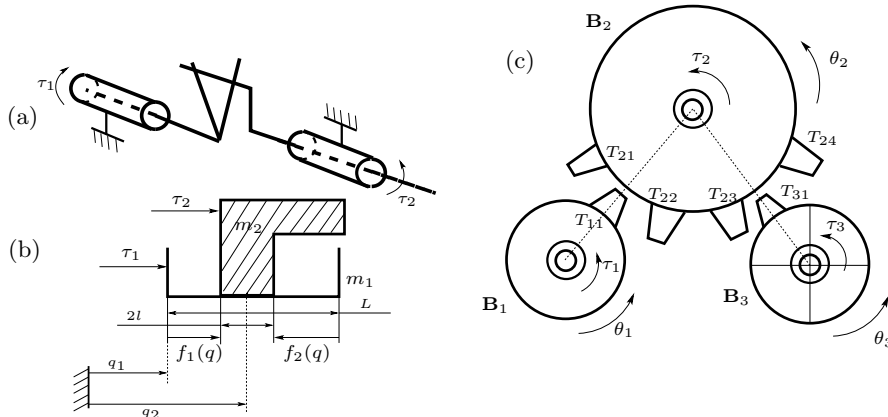 (a)
τ₁
τ₂
(b)
τ₂
m₂
τ₁
m₁
L
2l
f₁(q)
f₂(q)
q₁
q₂
(c)
B₂
τ₂
θ₂
T₂₁
T₂₄
T₂₂
T₂₃
T₃₁
T₁₁
τ₁
τ₃
B₁
B₃
θ₁
θ₃